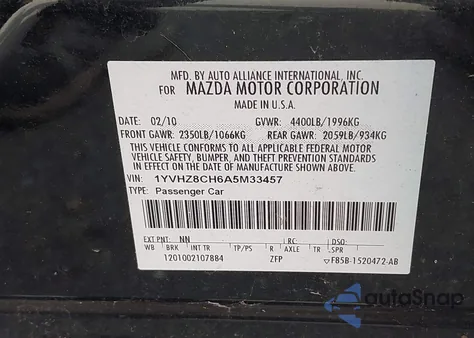 MFD. BY AUTO ALLIANCE INTERNATIONAL, INC.
FOR MAZDA MOTOR CORPORATION
MADE IN U.S.A.
02/10 GVWR: 4400LB/1996KG
FRONT GAWR: 2350LB/1066KG REAR GAWR: 2059LB/934KG
THIS VEHICLE CONFORMS TO ALL APPLICABLE FEDERAL MOTOR
VEHICLE SAFETY, BUMPER, AND THEFT PREVENTION STANDARDS
IN EFFECT ON THE DATE OF MANUFACTURE SHOWN ABOVE.
VIN: 1YVHZ8CH6A5M33457
TYPE: Passenger Car
EXT PNT: NN RC: DSO:
WB BRK INT TR TP/PS R AXLE TR SPR
1201002107884 ZFP F85B-1520472-AB
autoSnap